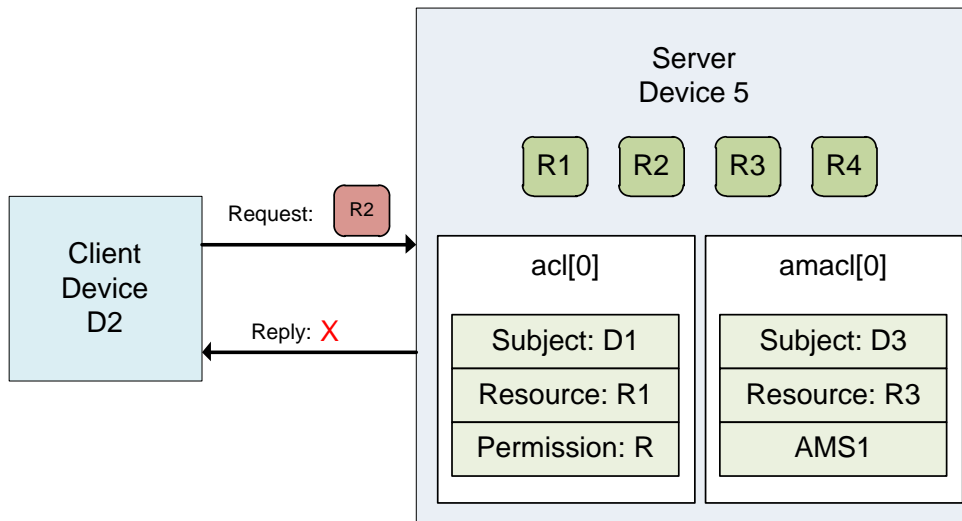 Server
Device 5
R1 R2 R3 R4
Request: R2
Client
Device
D2
Reply: X
acl[0]
Subject: D1
Resource: R1
Permission: R
amacl[0]
Subject: D3
Resource: R3
AMS1